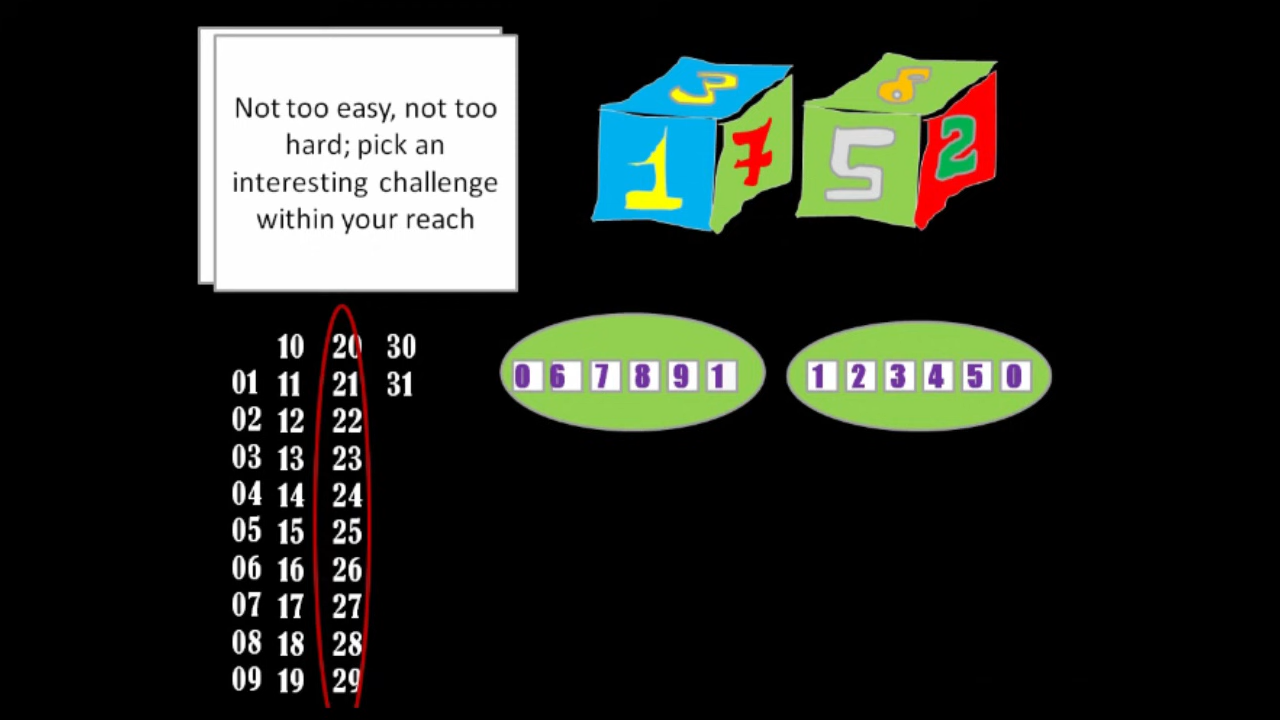 Not too easy, not too
hard; pick an
interesting challenge
within your reach
3
1
7
6
5
2
10 20 30
01 11 21 31
02 12 22
03 13 23
04 14 24
05 15 25
06 16 26
07 17 27
08 18 28
09 19 29
0 6 7 8 9 1
1 2 3 4 5 0